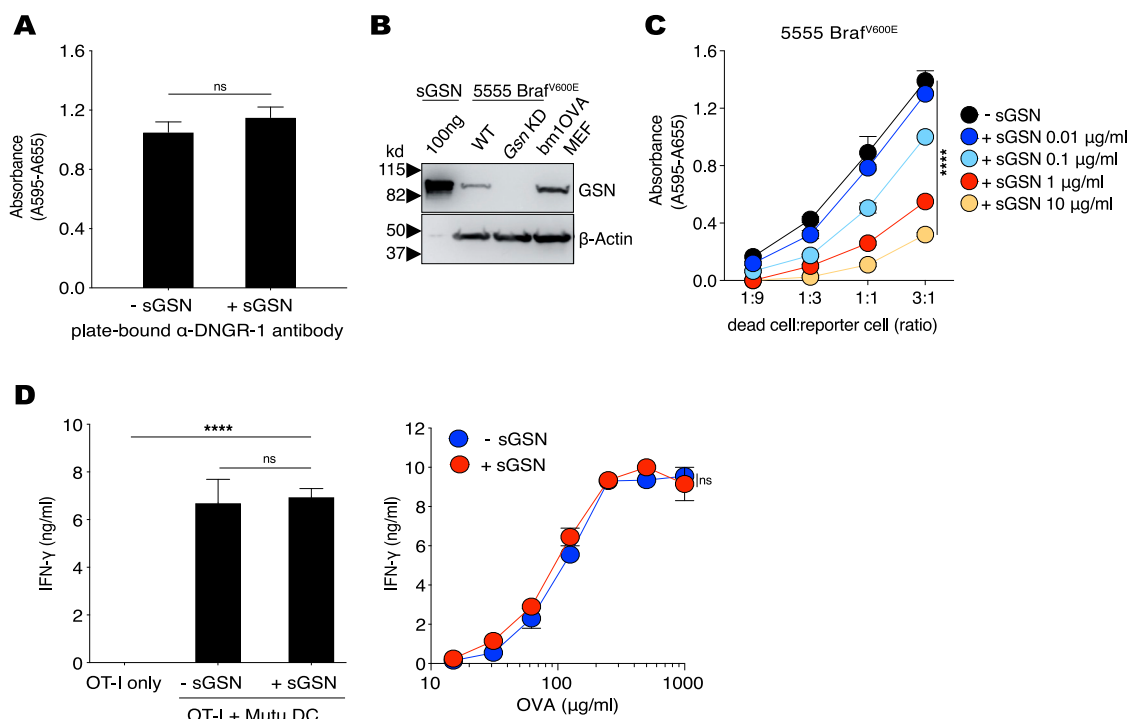 A
1.6
1.2
0.8
0.4
0.0
Absorbance
(A595-A655)
ns
- sGSN
+ sGSN
plate-bound α-DNGR-1 antibody
B
sGSN
5555 BrafV600E
100ng
WT
Gsn KD
bm1OVA
MEF
kd
115
82
50
37
GSN
β-Actin
C
5555 BrafV600E
1.6
1.2
0.8
0.4
0.0
Absorbance
(A595-A655)
1:9
1:3
1:1
3:1
dead cell:reporter cell (ratio)
****
- sGSN
+ sGSN 0.01 µg/ml
+ sGSN 0.1 µg/ml
+ sGSN 1 µg/ml
+ sGSN 10 µg/ml
D
10
8
6
4
2
0
IFN-γ (ng/ml)
****
ns
OT-I only
- sGSN
+ sGSN
OT-I + Mutu DC
12
10
8
6
4
2
0
IFN-γ (ng/ml)
- sGSN
+ sGSN
ns
10
100
1000
OVA
(µg/ml)